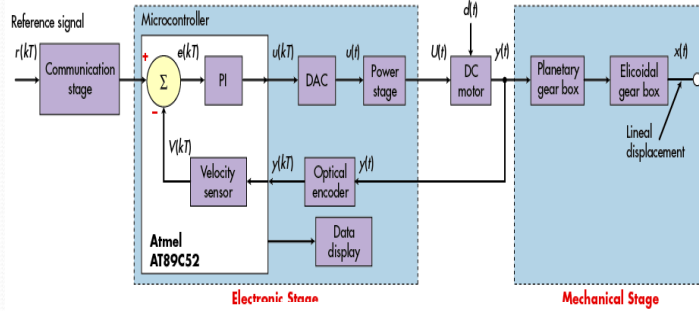 Reference signal
r(kT)
Communication
stage
Microcontroller
+
Σ
−
e(kT)
PI
u(kT)
DAC
u(t)
Power
stage
U(t)
d(t)
DC
motor
y(t)
Planetary
gear box
Elicoidal
gear box
x(t)
Lineal
displacement
V(kT)
Velocity
sensor
y(kT)
Optical
encoder
y(t)
Data
display
Atmel
AT89C52
Electronic Stage
Mechanical Stage